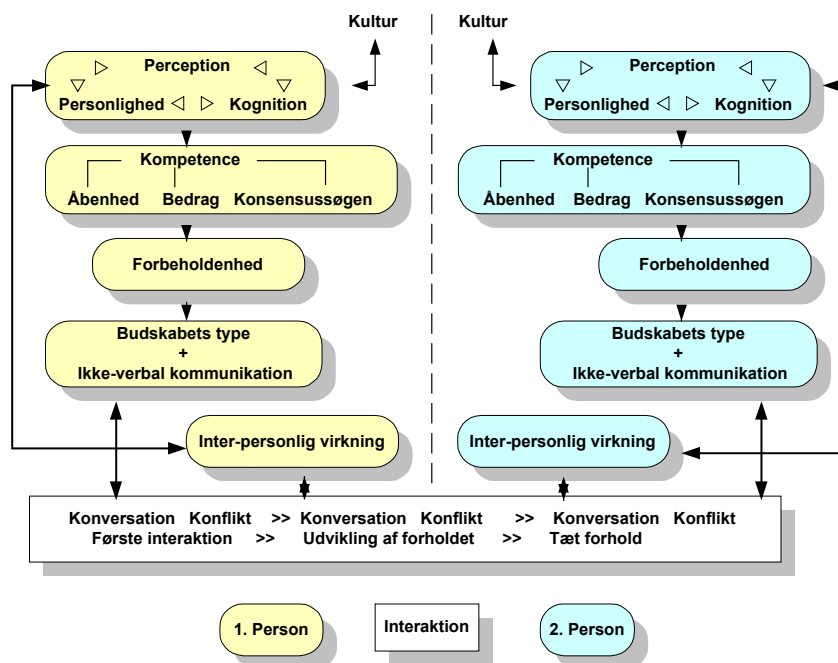 Kultur
Perception
Personlighed Kognition
Kompetence
Åbenhed Bedrag Konsensussøgen
Forbeholdenhed
Budskabets type
+
Ikke-verbal kommunikation
Inter-personlig virkning
Kultur
Perception
Personlighed Kognition
Kompetence
Åbenhed Bedrag Konsensussøgen
Forbeholdenhed
Budskabets type
+
Ikke-verbal kommunikation
Inter-personlig virkning
Konversation Konflikt >> Konversation Konflikt >> Konversation Konflikt
Første interaktion >> Udvikling af forholdet >> Tæt forhold
1. Person
Interaktion
2. Person